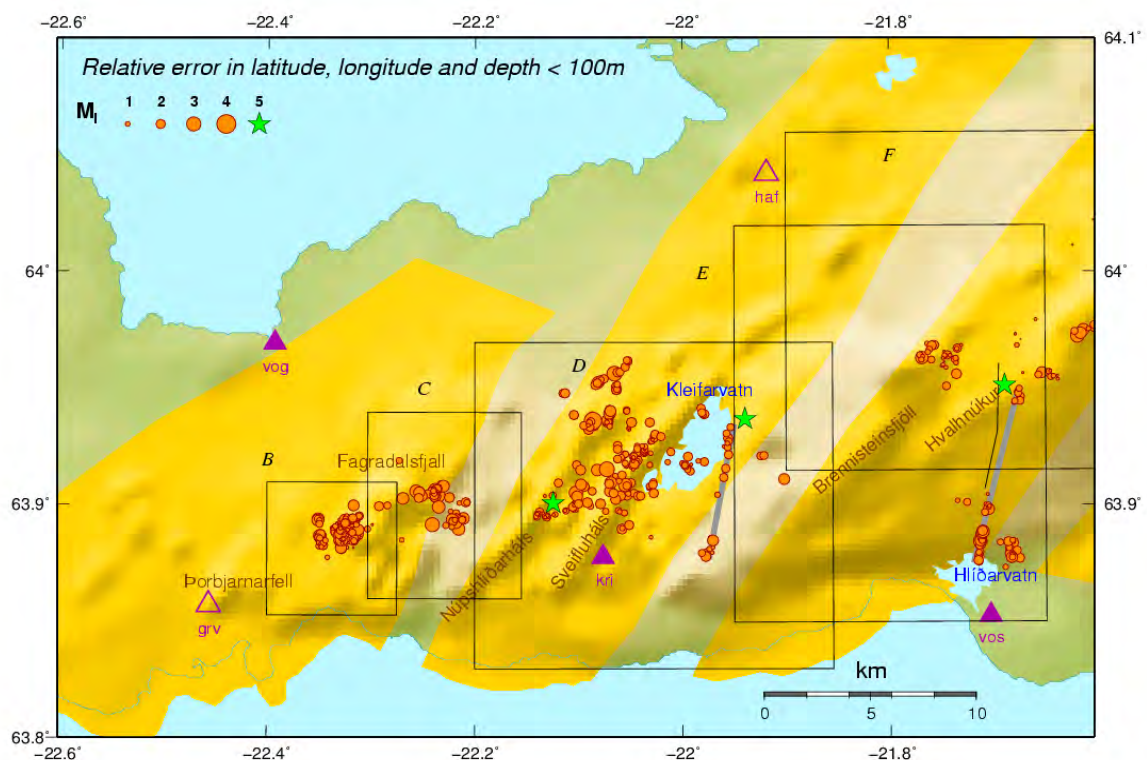 −22.6˚ −22.4˚ −22.2˚ −22˚ −21.8˚
64.1˚
Relative error in latitude, longitude and depth < 100m
1 2 3 4 5
Ml
F
haf
E
64˚ 64˚
vog
D
Kleifarvatn
C
Hvalhnúkur
B
Fagradalsfjall
Brennisteinsfjöll
63.9˚ 63.9˚
Núpshlíðarháls
Sveifluháls
Þorbjarnarfell
kri
Hlíðarvatn
grv
vos
km
0 5 10
63.8˚ 63.8˚
−22.6˚ −22.4˚ −22.2˚ −22˚ −21.8˚